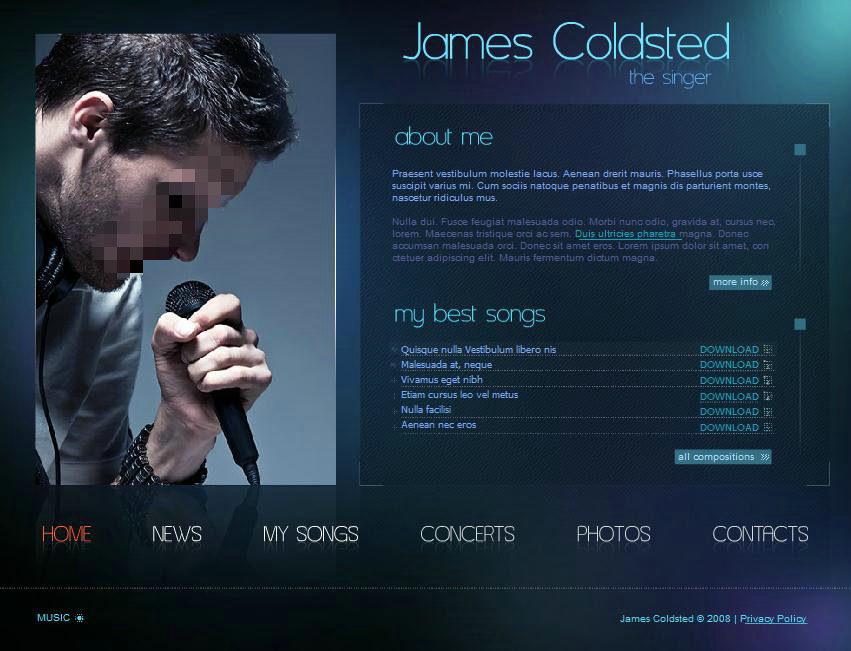 James Coldsted
the singer
about me
Praesent vestibulum molestie lacus. Aenean drerit mauris. Phasellus porta usce
suscipit varius mi. Cum sociis natoque penatibus et magnis dis parturient montes,
nascetur ridiculus mus.
Nulla dui. Fusce feugiat malesuada odio. Morbi nunc odio, gravida at, cursus nec,
lorem. Maecenas tristique orci ac sem. Duis ultricies pharetra magna. Donec
accumsan malesuada orci. Donec sit amet eros. Lorem ipsum dolor sit amet, con
ctetuer adipiscing elit. Mauris fermentum dictum magna.
more info
my best songs
Quisque nulla Vestibulum libero nis DOWNLOAD
Malesuada at, neque DOWNLOAD
Vivamus eget nibh DOWNLOAD
Etiam cursus leo vel metus DOWNLOAD
Nulla facilisi DOWNLOAD
Aenean nec eros DOWNLOAD
all compositions
HOME NEWS MY SONGS CONCERTS PHOTOS CONTACTS
MUSIC James Coldsted © 2008 | Privacy Policy